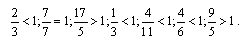 2/3 < 1; 7/7 = 1; 17/5 > 1; 1/3 < 1; 4/11 < 1; 4/6 < 1; 9/5 > 1.